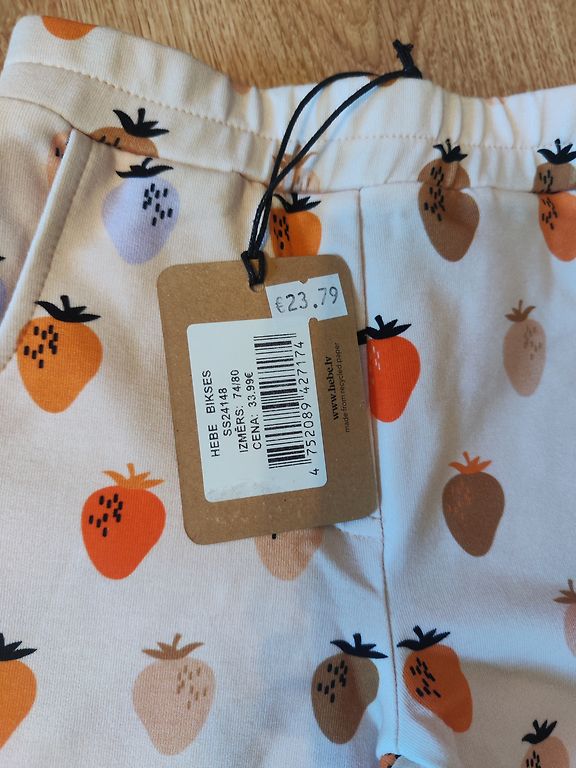 €23.79
HEBE BIKSES
SS24148
IZMĒRS: 74/80
CENA: 33.99€
4 752089 427174
www.hebe.lv
made from recycled paper